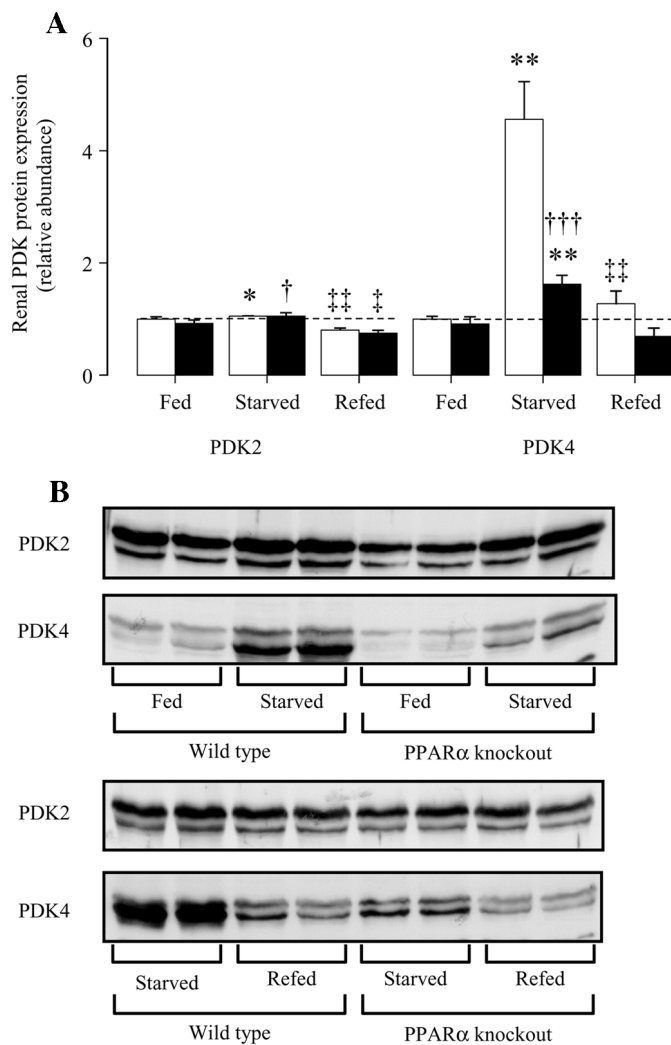 A
Renal PDK protein expression
(relative abundance)
6
4
2
0
*
†
‡‡
‡
**
†††
**
‡‡
Fed
Starved
Refed
Fed
Starved
Refed
PDK2
PDK4
B
PDK2
PDK4
Fed
Starved
Fed
Starved
Wild type
PPARα knockout
PDK2
PDK4
Starved
Refed
Starved
Refed
Wild type
PPARα knockout